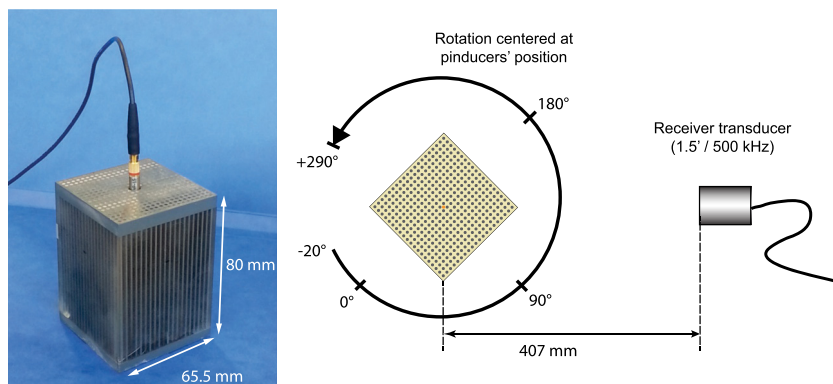 80 mm
65.5 mm
Rotation centered at
pinducers' position
180°
+290°
-20°
0°
90°
407 mm
Receiver transducer
(1.5' / 500 kHz)